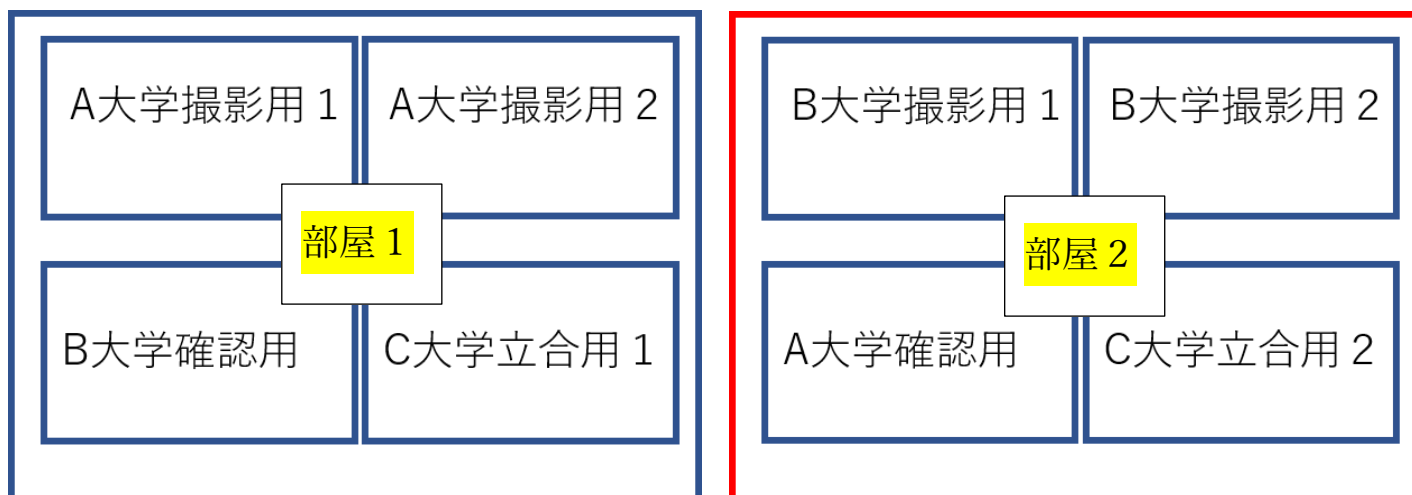 A大学撮影用１
A大学撮影用２
部屋１
B大学確認用
C大学立合用１
B大学撮影用１
B大学撮影用２
部屋２
A大学確認用
C大学立合用２